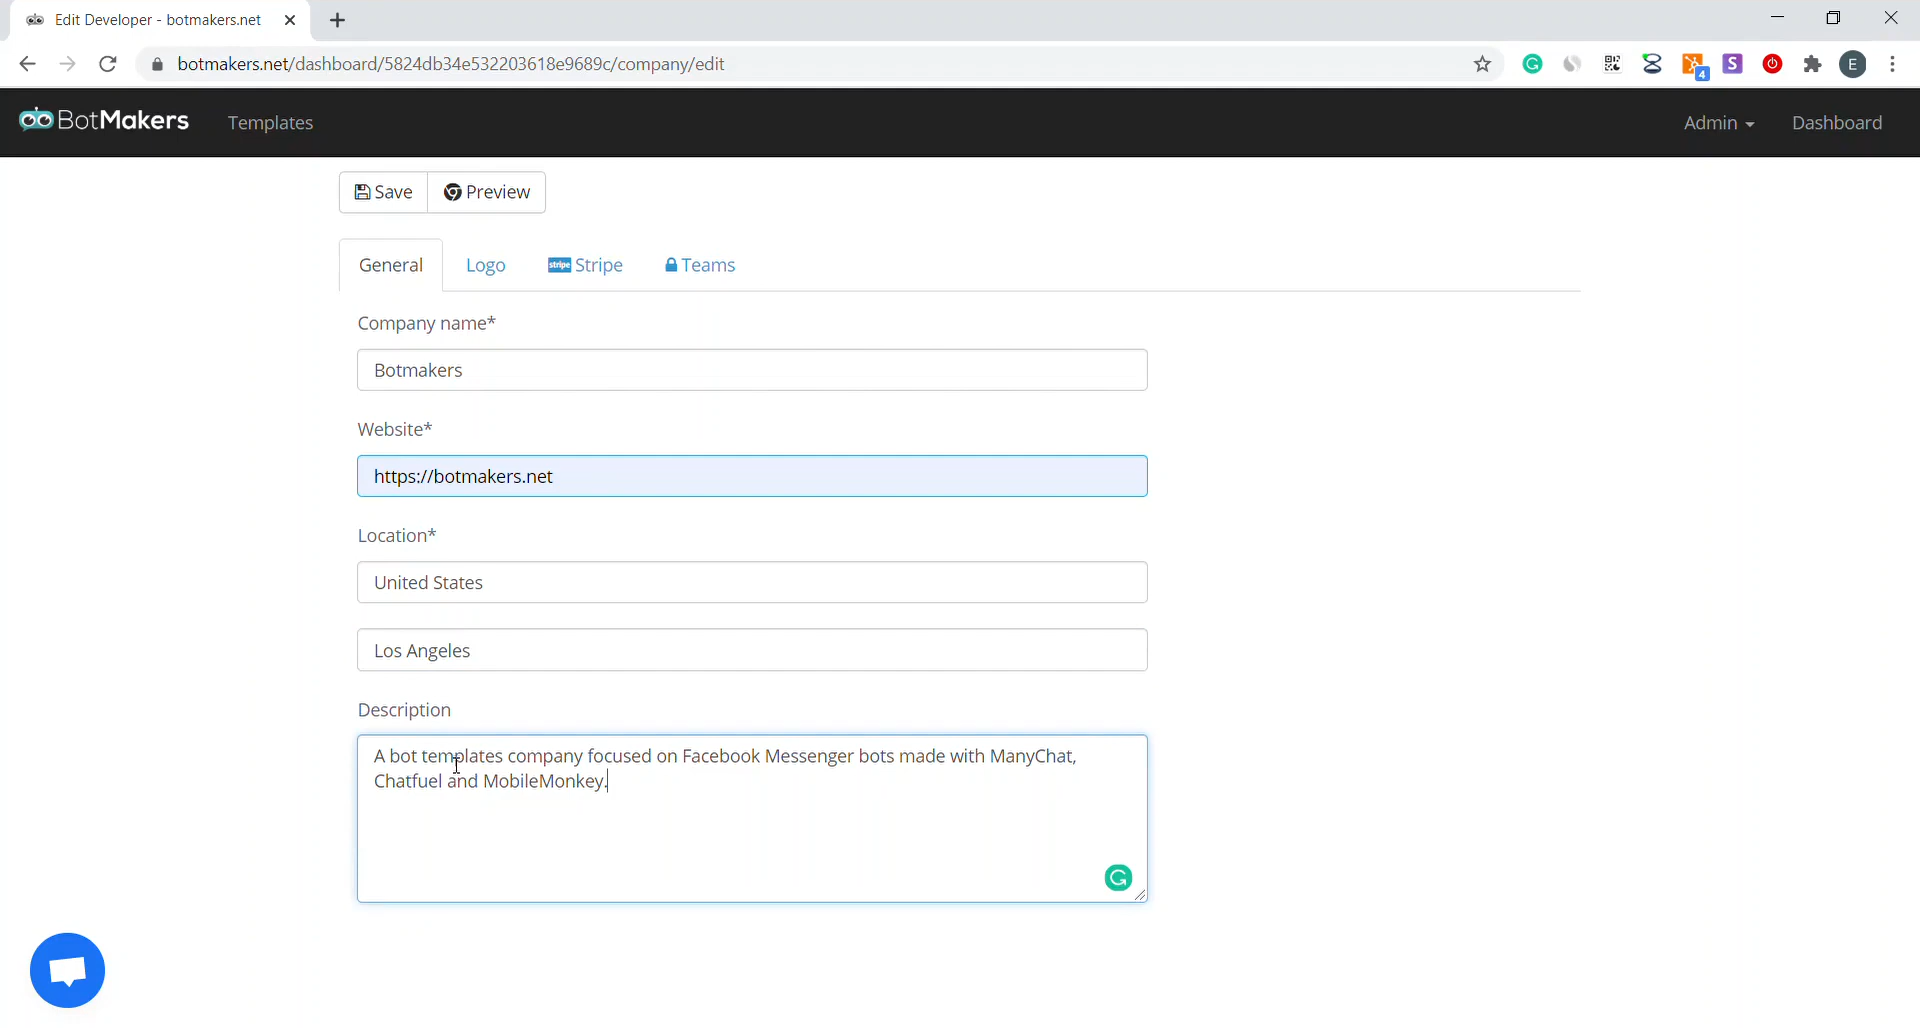 Edit Developer - botmakers.net
botmakers.net/dashboard/5824db34e532203618e9689c/company/edit
4
S
E
BotMakers
Templates
Admin
Dashboard
Save
Preview
General
Logo
stripe Stripe
Teams
Company name*
Botmakers
Website*
https://botmakers.net
Location*
United States
Los Angeles
Description
A bot templates company focused on Facebook Messenger bots made with ManyChat,
Chatfuel and MobileMonkey.